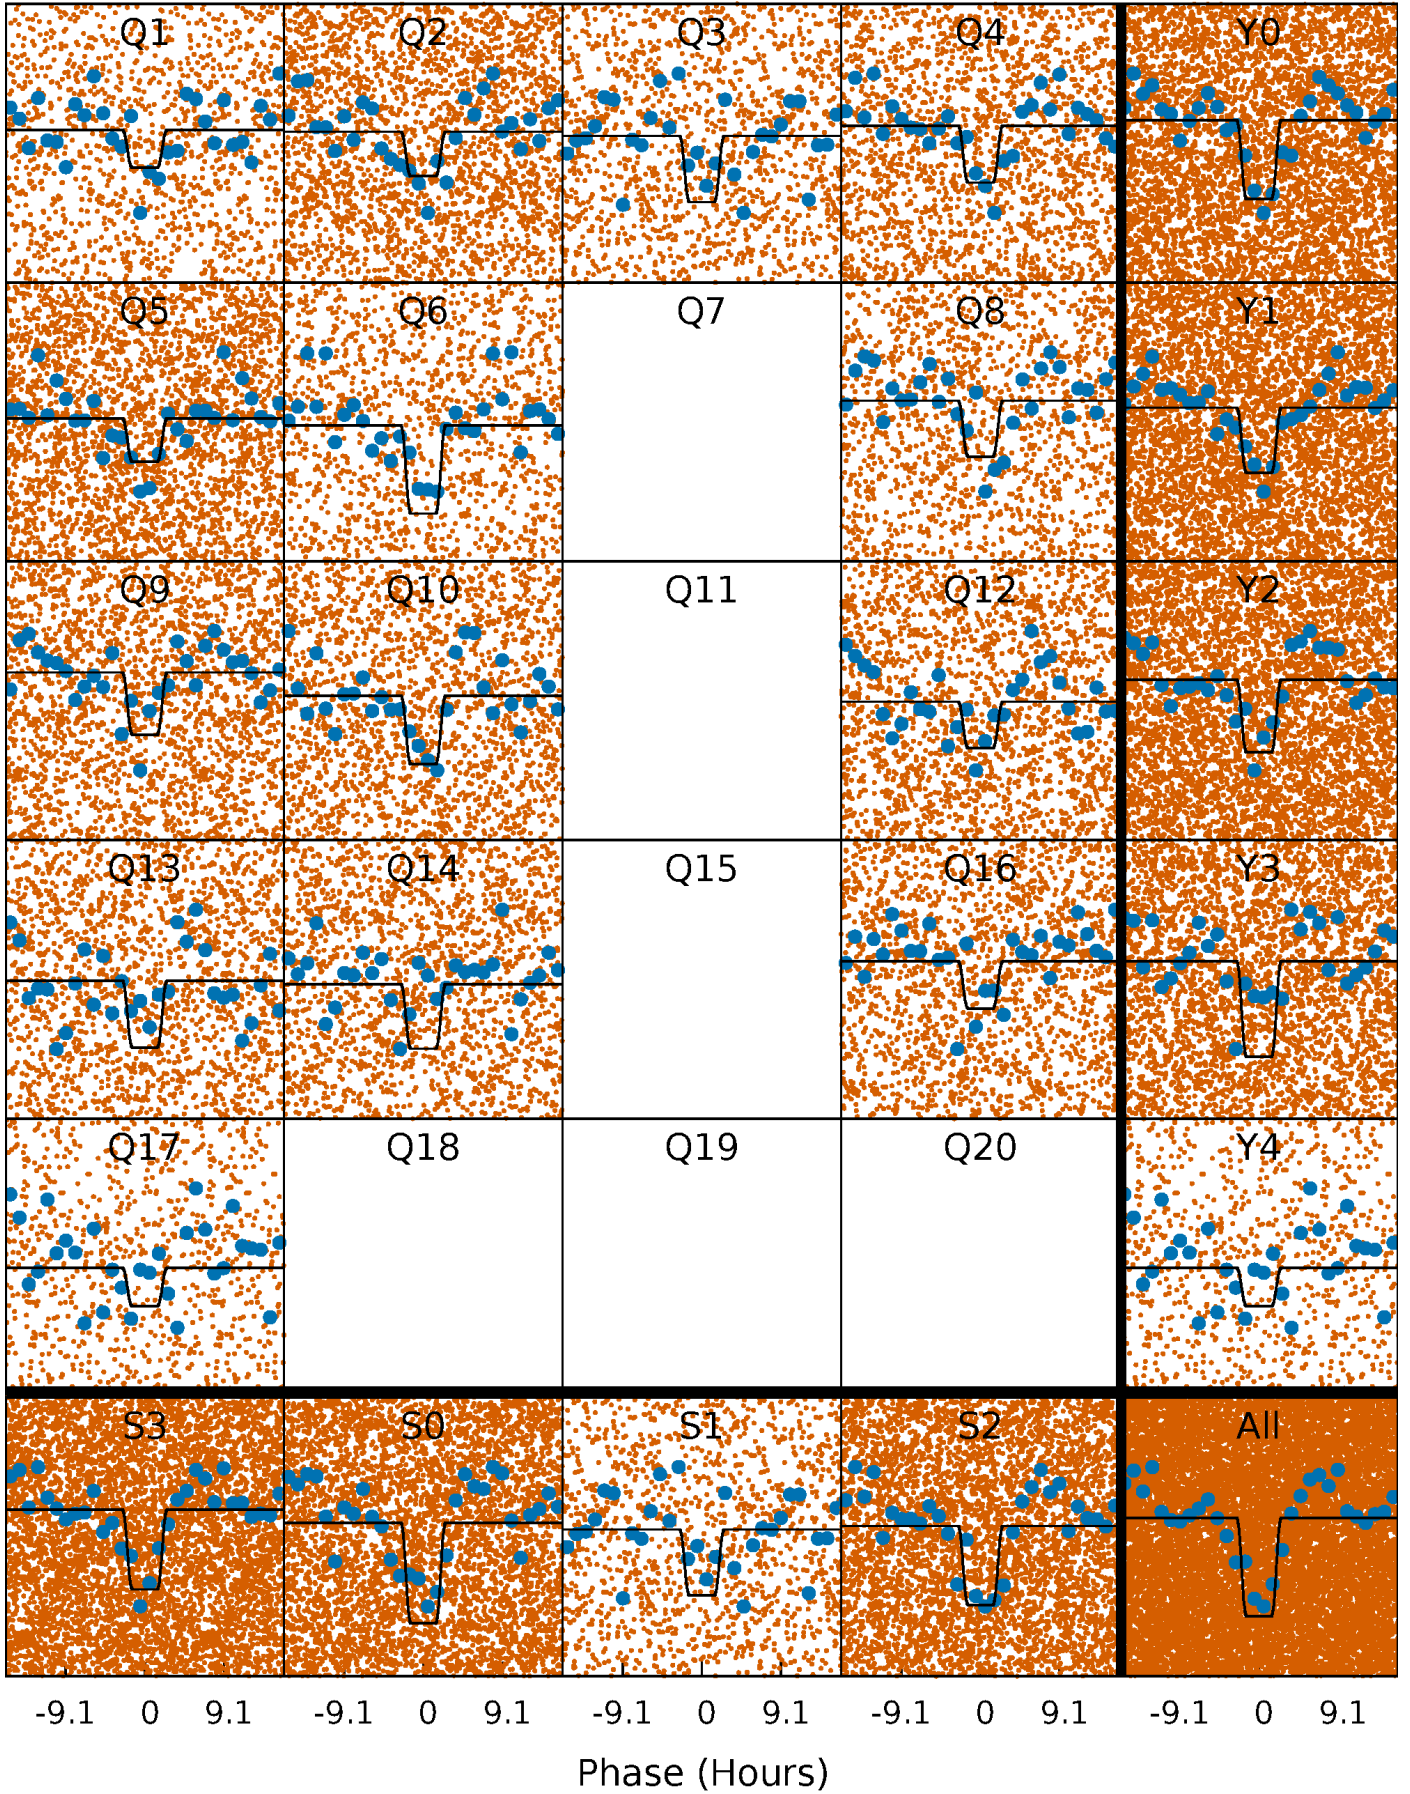 Q1 Q2 Q3 Q4 Y0
Q5 Q6 Q7 Q8 Y1
Q9 Q10 Q11 Q12 Y2
Q13 Q14 Q15 Q16 Y3
Q17 Q18 Q19 Q20 Y4
S3 S0 S1 S2 All
-9.1 0 9.1 -9.1 0 9.1 -9.1 0 9.1 -9.1 0 9.1 -9.1 0 9.1
Phase (Hours)